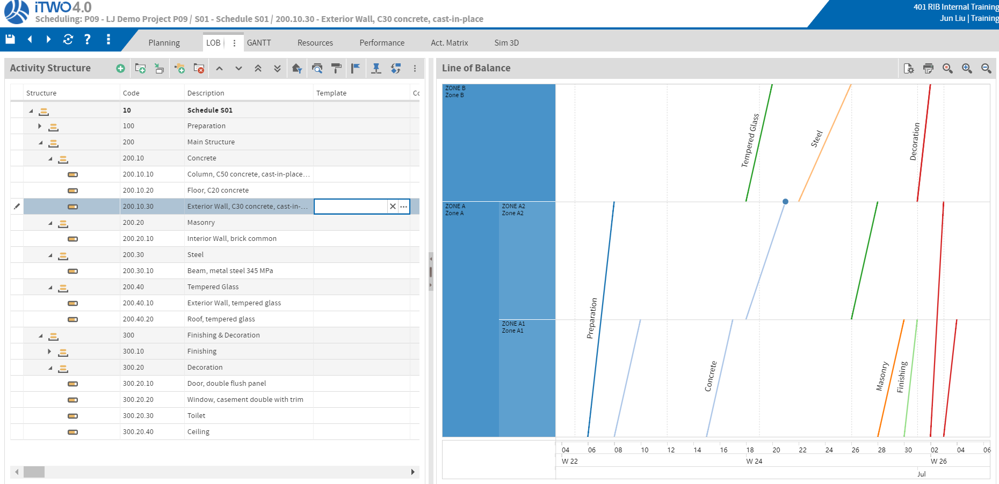 iTWO 4.0
Scheduling: P09 - LJ Demo Project P09 / S01 - Schedule S01 / 200.10.30 - Exterior Wall, C30 concrete, cast-in-place
401 RIB Internal Training
Jun Liu | Training
Planning
LOB
GANTT
Resources
Performance
Act. Matrix
Sim 3D
Activity Structure
Structure Code Description Template Cc
10 Schedule S01
100 Preparation
200 Main Structure
200.10 Concrete
200.10.10 Column, C50 concrete, cast-in-place...
200.10.20 Floor, C20 concrete
200.10.30 Exterior Wall, C30 concrete, cast-in-...
200.20 Masonry
200.20.10 Interior Wall, brick common
200.30 Steel
200.30.10 Beam, metal steel 345 MPa
200.40 Tempered Glass
200.40.10 Exterior Wall, tempered glass
200.40.20 Roof, tempered glass
300 Finishing & Decoration
300.10 Finishing
300.20 Decoration
300.20.10 Door, double flush panel
300.20.20 Window, casement double with trim
300.20.30 Toilet
300.20.40 Ceiling
Line of Balance
ZONE B
Zone B
Tempered Glass
Steel
Decoration
ZONE A
Zone A
ZONE A2
Zone A2
Preparation
ZONE A1
Zone A1
Concrete
Masonry
Finishing
04 06 08 10 12 14 16 18 20 22 24 26 28 30 02 04 06
W 22 W 24 W 26
Jul